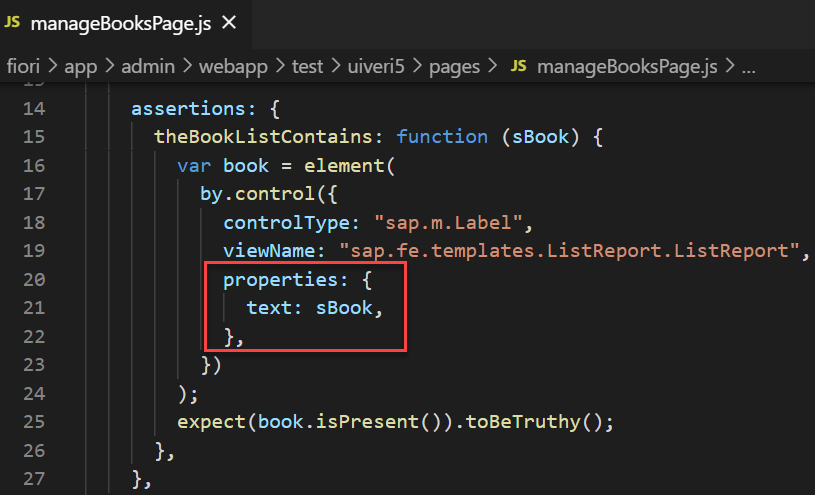 JS manageBooksPage.js ×
fiori > app > admin > webapp > test > uiveri5 > pages > JS manageBooksPage.js > ...
14 assertions: {
15 theBookListContains: function (sBook) {
16 var book = element(
17 by.control({
18 controlType: "sap.m.Label",
19 viewName: "sap.fe.templates.ListReport.ListReport",
20 properties: {
21 text: sBook,
22 },
23 })
24 );
25 expect(book.isPresent()).toBeTruthy();
26 },
27 },